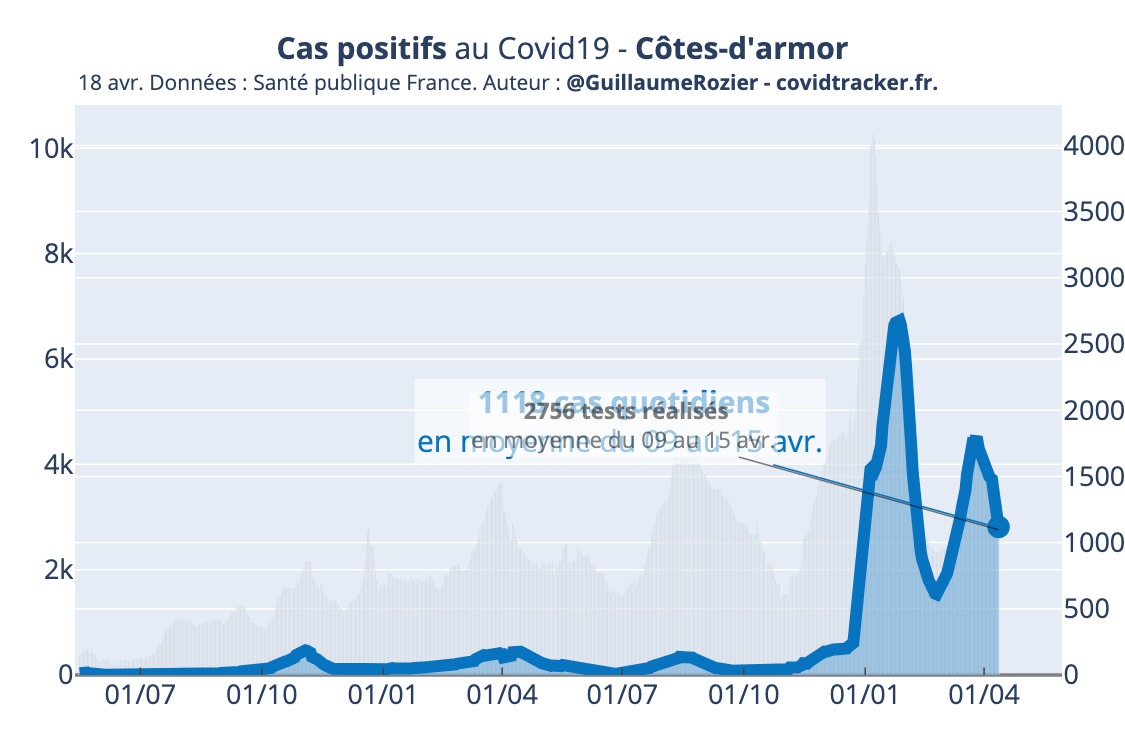 Cas positifs au Covid19 - Côtes-d'armor
18 avr. Données : Santé publique France. Auteur : @GuillaumeRozier - covidtracker.fr.
10k
8k
6k
4k
2k
0
4000
3500
3000
2500
2000
1500
1000
500
0
1118 cas quotidiens
en moyenne du 09 au 15 avr.
2756 tests réalisés
en moyenne du 09 au 15 avr.
01/07 01/10 01/01 01/04 01/07 01/10 01/01 01/04